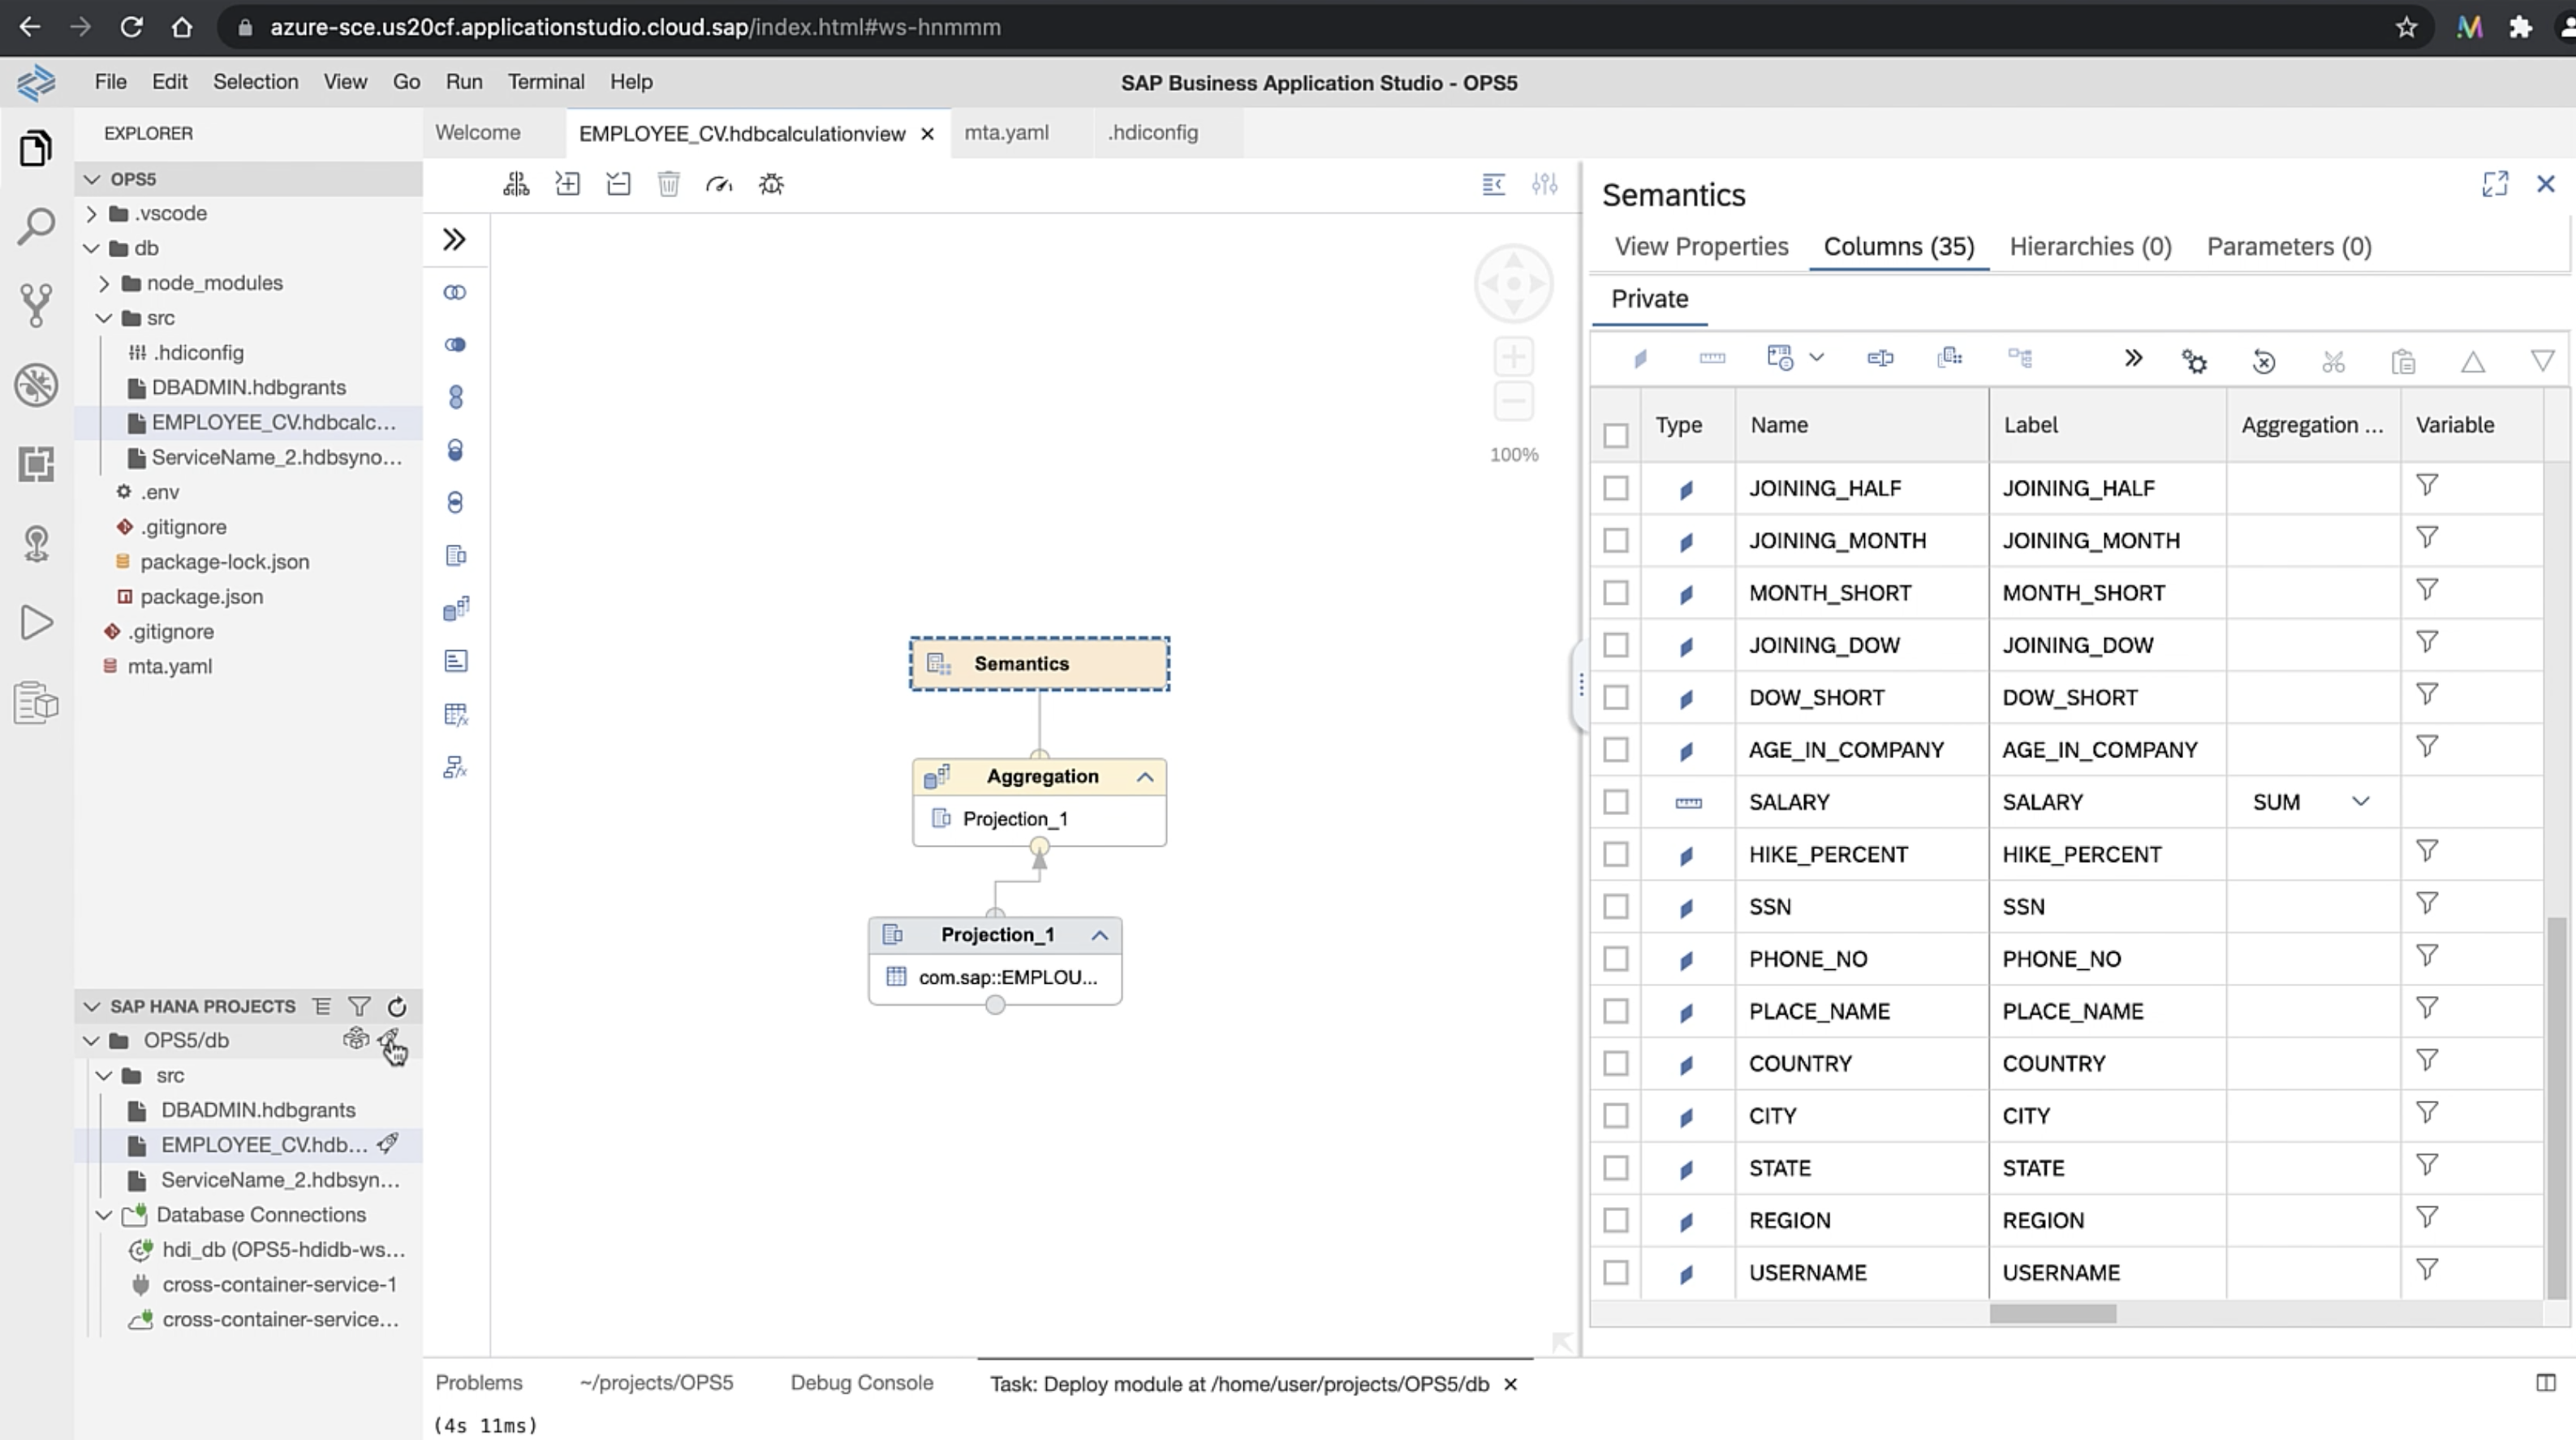 azure-sce.us20cf.applicationstudio.cloud.sap/index.html#ws-hnmmm
File Edit Selection View Go Run Terminal Help
SAP Business Application Studio - OPS5
EXPLORER
OPS5
.vscode
db
node_modules
src
.hdiconfig
DBADMIN.hdbgrants
EMPLOYEE_CV.hdbcalc...
ServiceName_2.hdbsyno...
.env
.gitignore
package-lock.json
package.json
.gitignore
mta.yaml
SAP HANA PROJECTS
OPS5/db
src
DBADMIN.hdbgrants
EMPLOYEE_CV.hdb...
ServiceName_2.hdbsyn...
Database Connections
hdi_db (OPS5-hdidb-ws...
cross-container-service-1
cross-container-service...
Welcome EMPLOYEE_CV.hdbcalculationview mta.yaml .hdiconfig
100%
Semantics
Aggregation
Projection_1
Projection_1
com.sap::EMPLOU...
Semantics
View Properties Columns (35) Hierarchies (0) Parameters (0)
Private
Type Name Label Aggregation ... Variable
JOINING_HALF JOINING_HALF
JOINING_MONTH JOINING_MONTH
MONTH_SHORT MONTH_SHORT
JOINING_DOW JOINING_DOW
DOW_SHORT DOW_SHORT
AGE_IN_COMPANY AGE_IN_COMPANY
SALARY SALARY SUM
HIKE_PERCENT HIKE_PERCENT
SSN SSN
PHONE_NO PHONE_NO
PLACE_NAME PLACE_NAME
COUNTRY COUNTRY
CITY CITY
STATE STATE
REGION REGION
USERNAME USERNAME
Problems ~/projects/OPS5 Debug Console Task: Deploy module at /home/user/projects/OPS5/db
(4s 11ms)